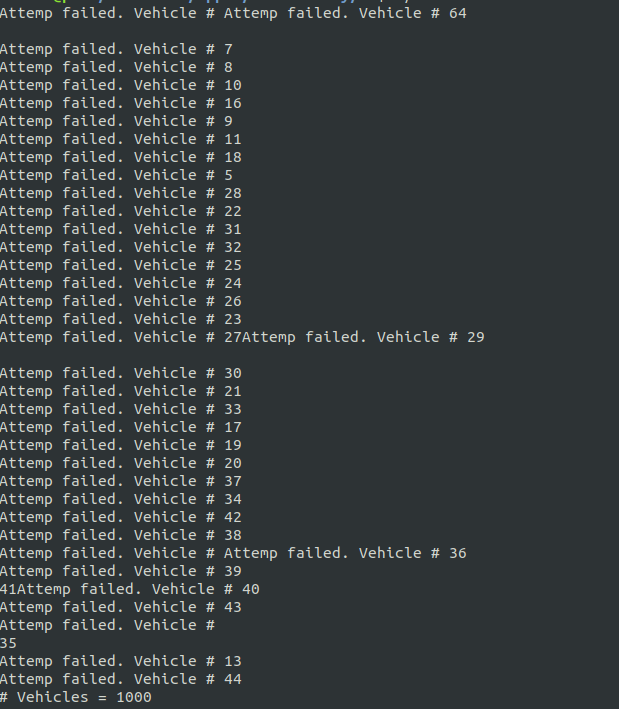 Attemp failed. Vehicle # Attemp failed. Vehicle # 64
Attemp failed. Vehicle # 7
Attemp failed. Vehicle # 8
Attemp failed. Vehicle # 10
Attemp failed. Vehicle # 16
Attemp failed. Vehicle # 9
Attemp failed. Vehicle # 11
Attemp failed. Vehicle # 18
Attemp failed. Vehicle # 5
Attemp failed. Vehicle # 28
Attemp failed. Vehicle # 22
Attemp failed. Vehicle # 31
Attemp failed. Vehicle # 32
Attemp failed. Vehicle # 25
Attemp failed. Vehicle # 24
Attemp failed. Vehicle # 26
Attemp failed. Vehicle # 23
Attemp failed. Vehicle # 27Attemp failed. Vehicle # 29
Attemp failed. Vehicle # 30
Attemp failed. Vehicle # 21
Attemp failed. Vehicle # 33
Attemp failed. Vehicle # 17
Attemp failed. Vehicle # 19
Attemp failed. Vehicle # 20
Attemp failed. Vehicle # 37
Attemp failed. Vehicle # 34
Attemp failed. Vehicle # 42
Attemp failed. Vehicle # 38
Attemp failed. Vehicle # Attemp failed. Vehicle # 36
Attemp failed. Vehicle # 39
41Attemp failed. Vehicle # 40
Attemp failed. Vehicle # 43
Attemp failed. Vehicle #
35
Attemp failed. Vehicle # 13
Attemp failed. Vehicle # 44
# Vehicles = 1000